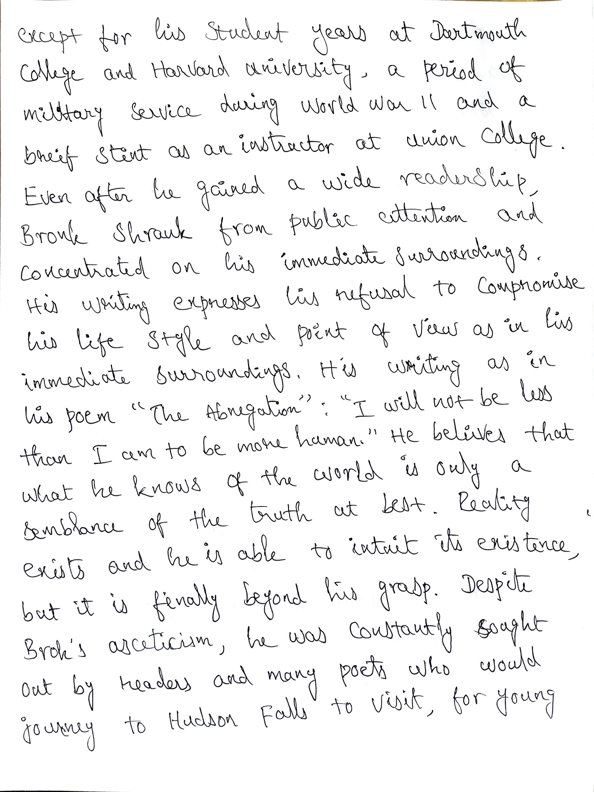 except for his student years at Dartmouth
College and Harvard university, a period of
military service during world war II and a
brief stint as an instructor at union College.
Even after he gained a wide readership,
Bronk shrank from public attention and
concentrated on his immediate surroundings.
His writing expresses his refusal to compromise
his life style and point of view as in his
immediate surroundings. His writing as in
his poem "The Abnegation": "I will not be less
than I am to be more human." He believes that
what he knows of the world is only a
semblance of the truth at best. Reality
exists and he is able to intuit its existence,
but it is finally beyond his grasp. Despite
Brok's asceticism, he was constantly sought
out by readers and many poets who would
journey to Hudson Falls to visit, for young